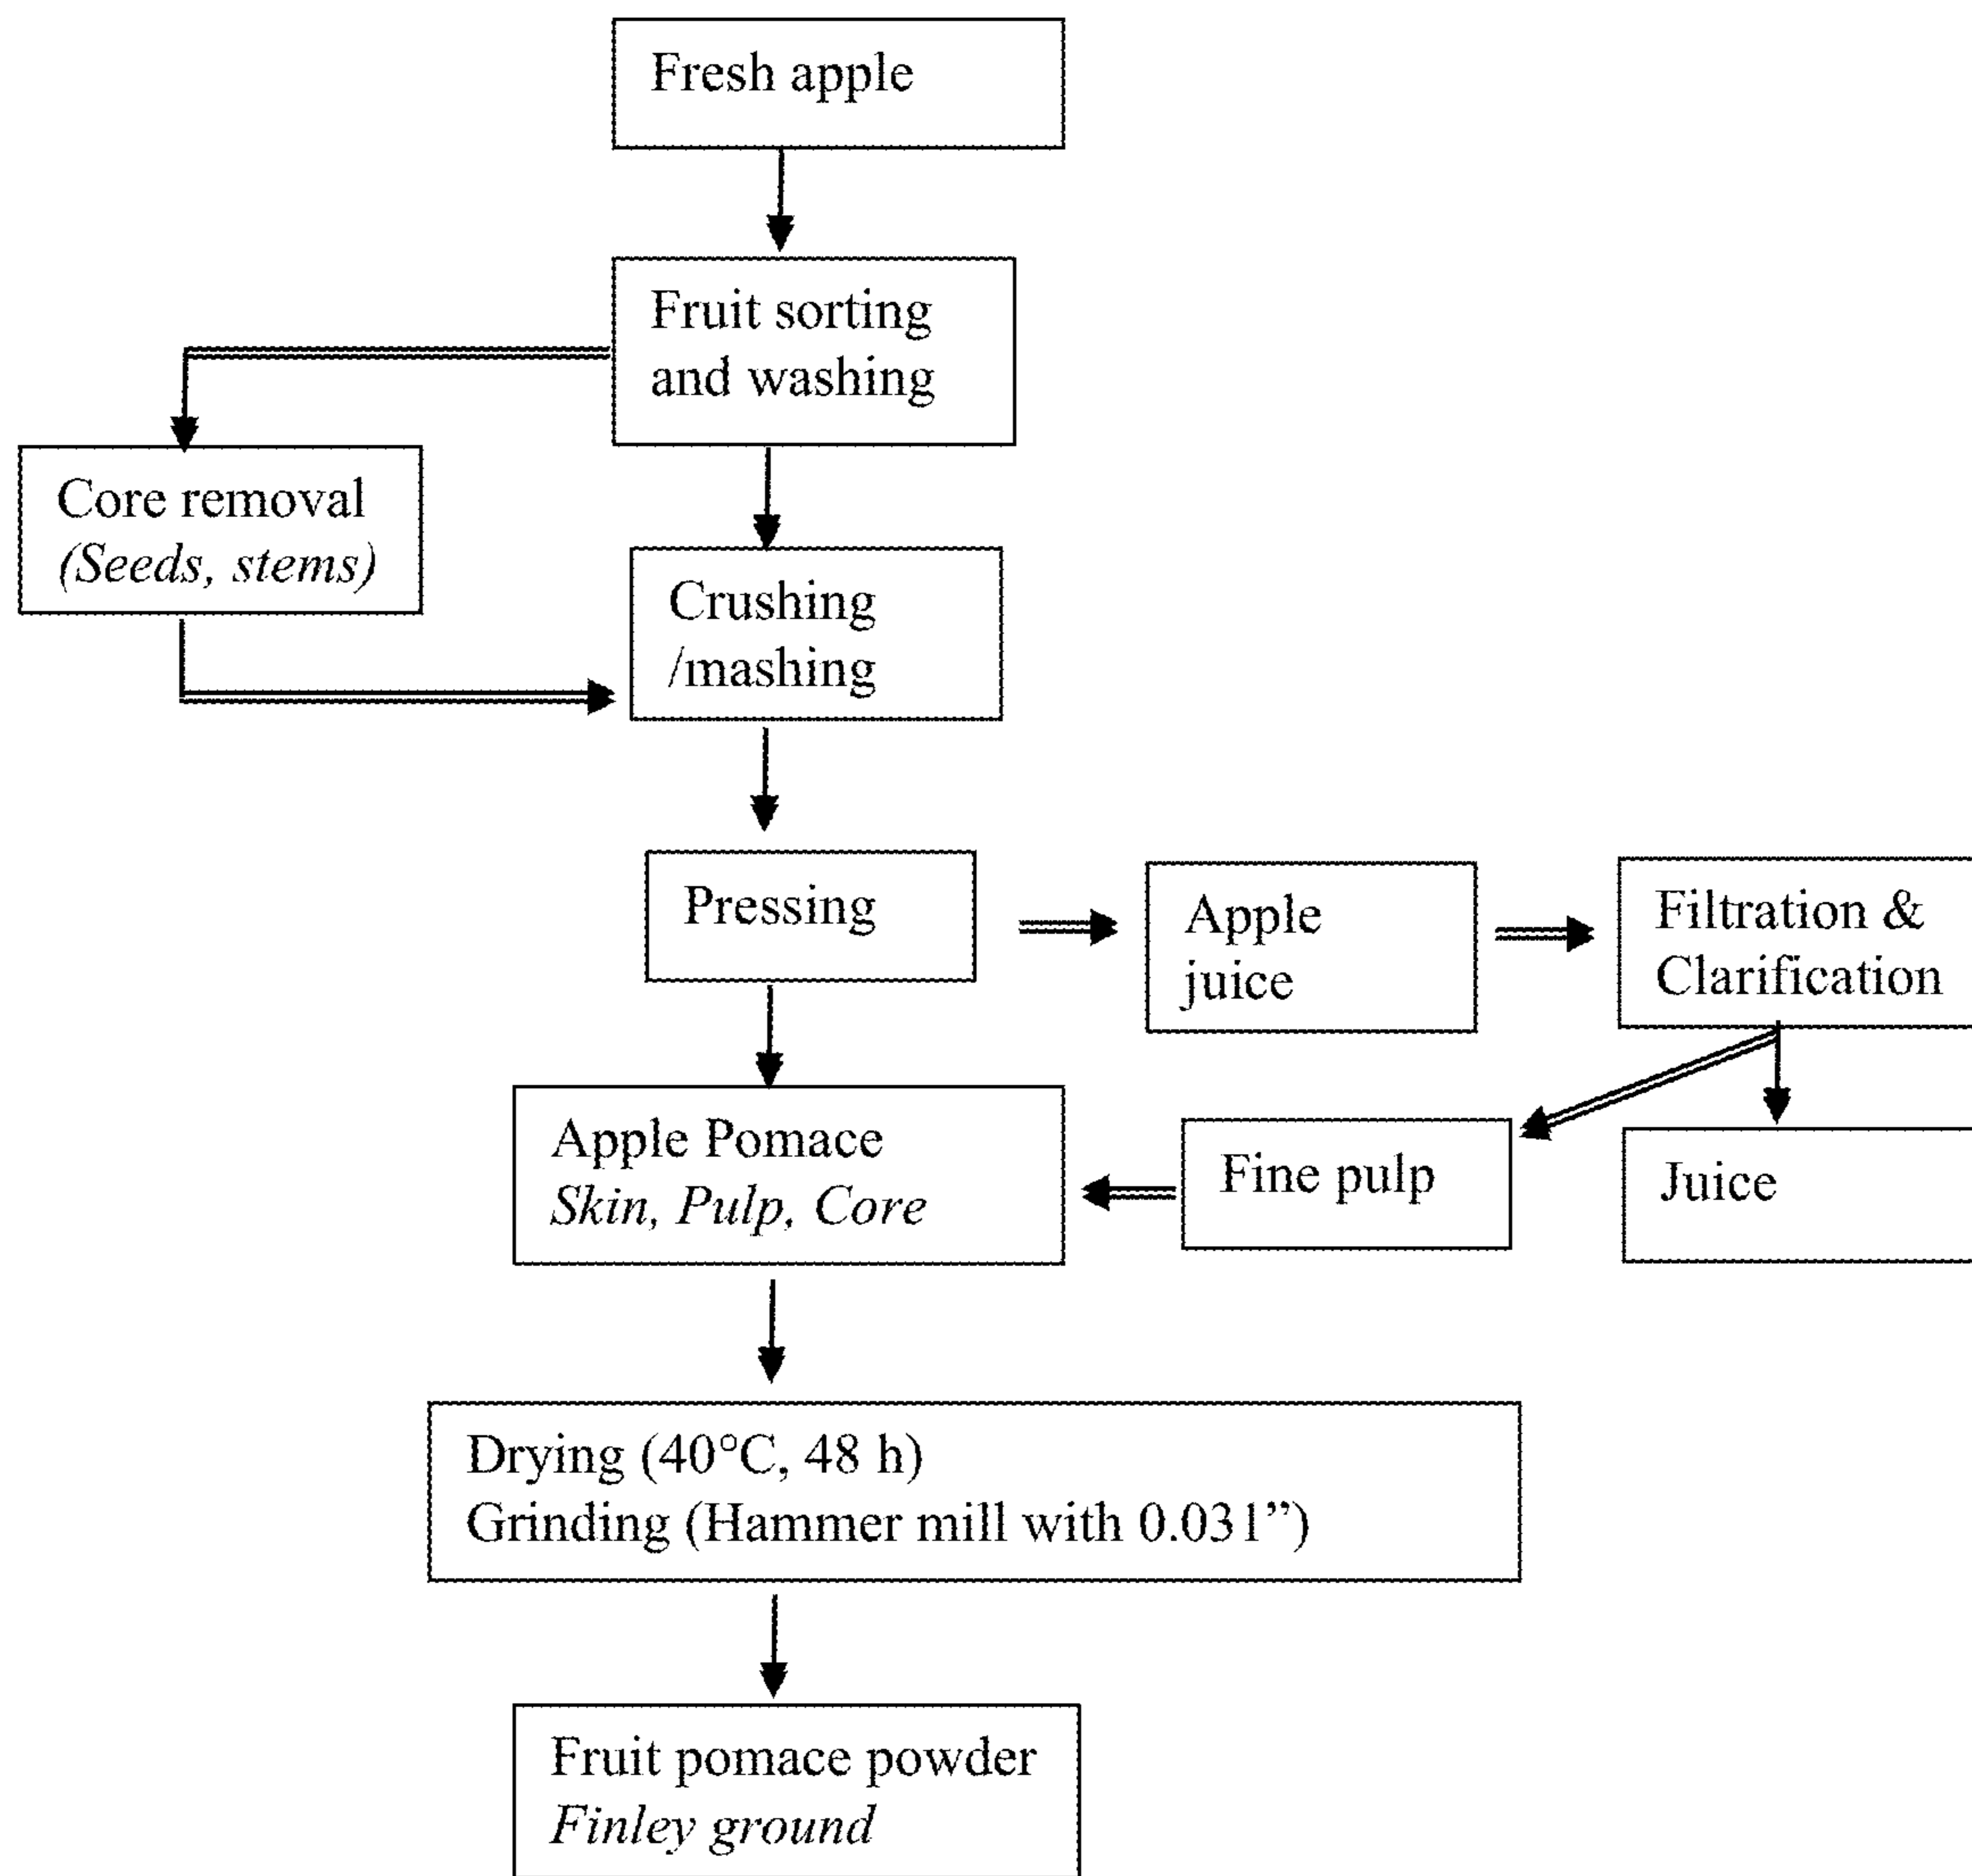 Fresh apple
Fruit sorting
and washing
Core removal
(Seeds, stems)
Crushing
/mashing
Pressing
Apple
juice
Filtration &
Clarification
Apple Pomace
Skin, Pulp, Core
Fine pulp
Juice
Drying (40°C, 48 h)
Grinding (Hammer mill with 0.031”)
Fruit pomace powder
Finley ground